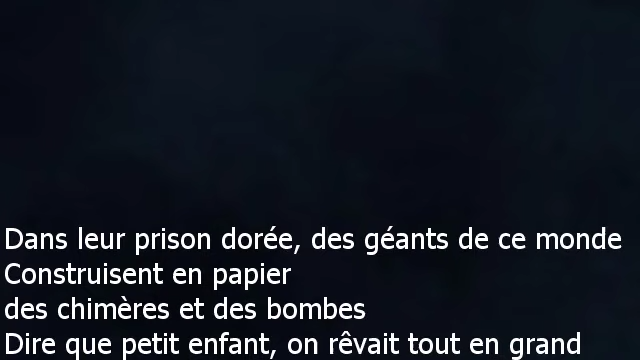 Dans leur prison dorée, des géants de ce monde
Construisent en papier
des chimères et des bombes
Dire que petit enfant, on rêvait tout en grand